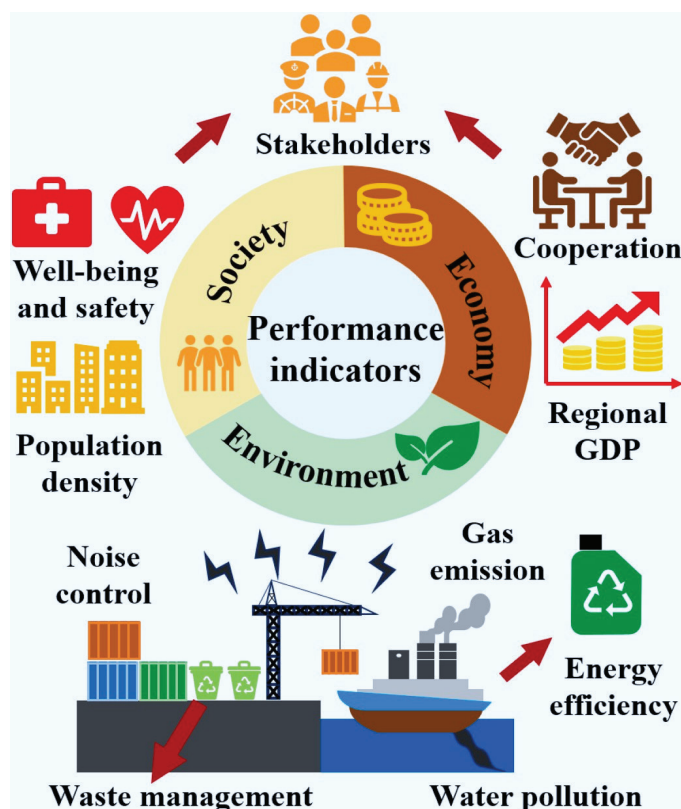 Stakeholders
Well-being
and safety
Cooperation
Society
Economy
Performance
indicators
Environment
Population
density
Regional
GDP
Noise
control
Gas
emission
Energy
efficiency
Waste management
Water pollution